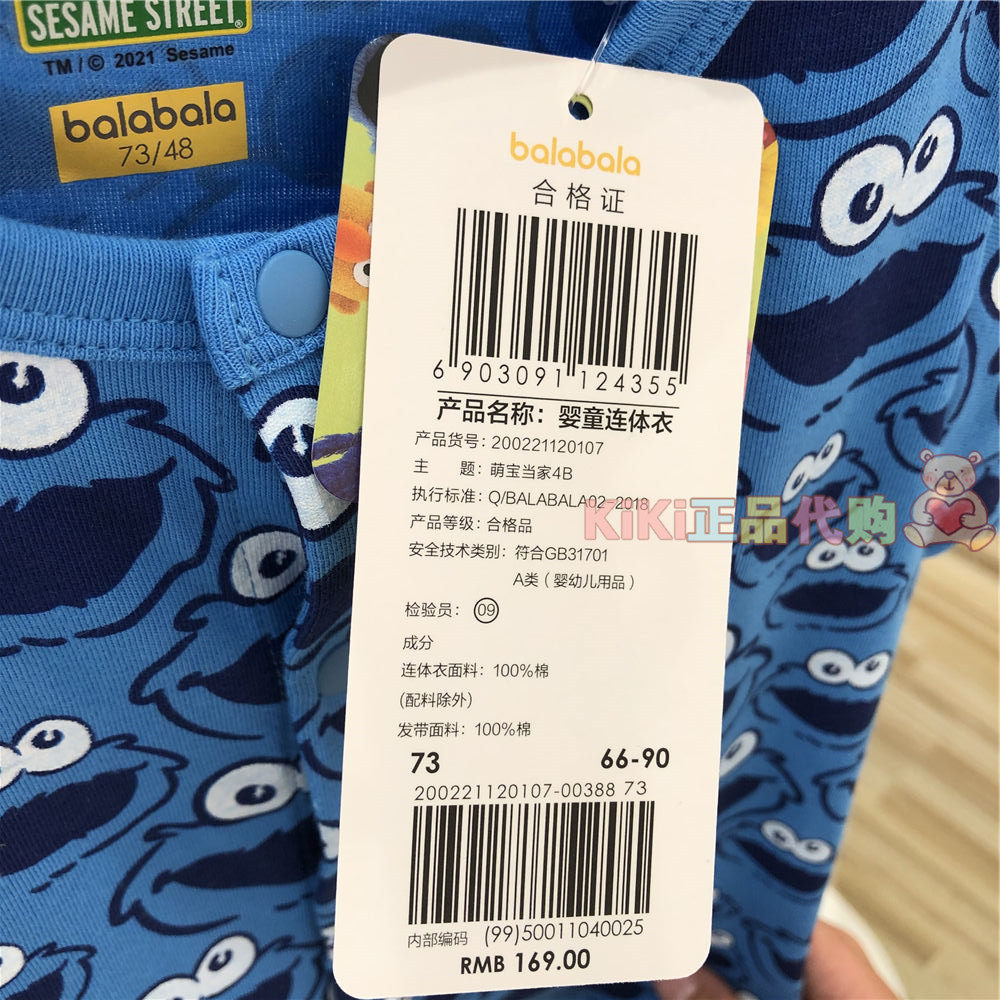 SESAME STREET
TM / © 2021 Sesame
balabala
73/48
balabala
合格证
6 903091 124355
产品名称：婴童连体衣
产品货号：200221120107
主 题：萌宝当家4B
执行标准：Q/BALABALA02-2018
产品等级：合格品
安全技术类别：符合GB31701
A类（婴幼儿用品）
检验员：09
成分
连体衣面料：100%棉
(配料除外)
发带面料：100%棉
73 66-90
200221120107-00388 73
内部编码 (99)50011040025
RMB 169.00
KiKi正品代购